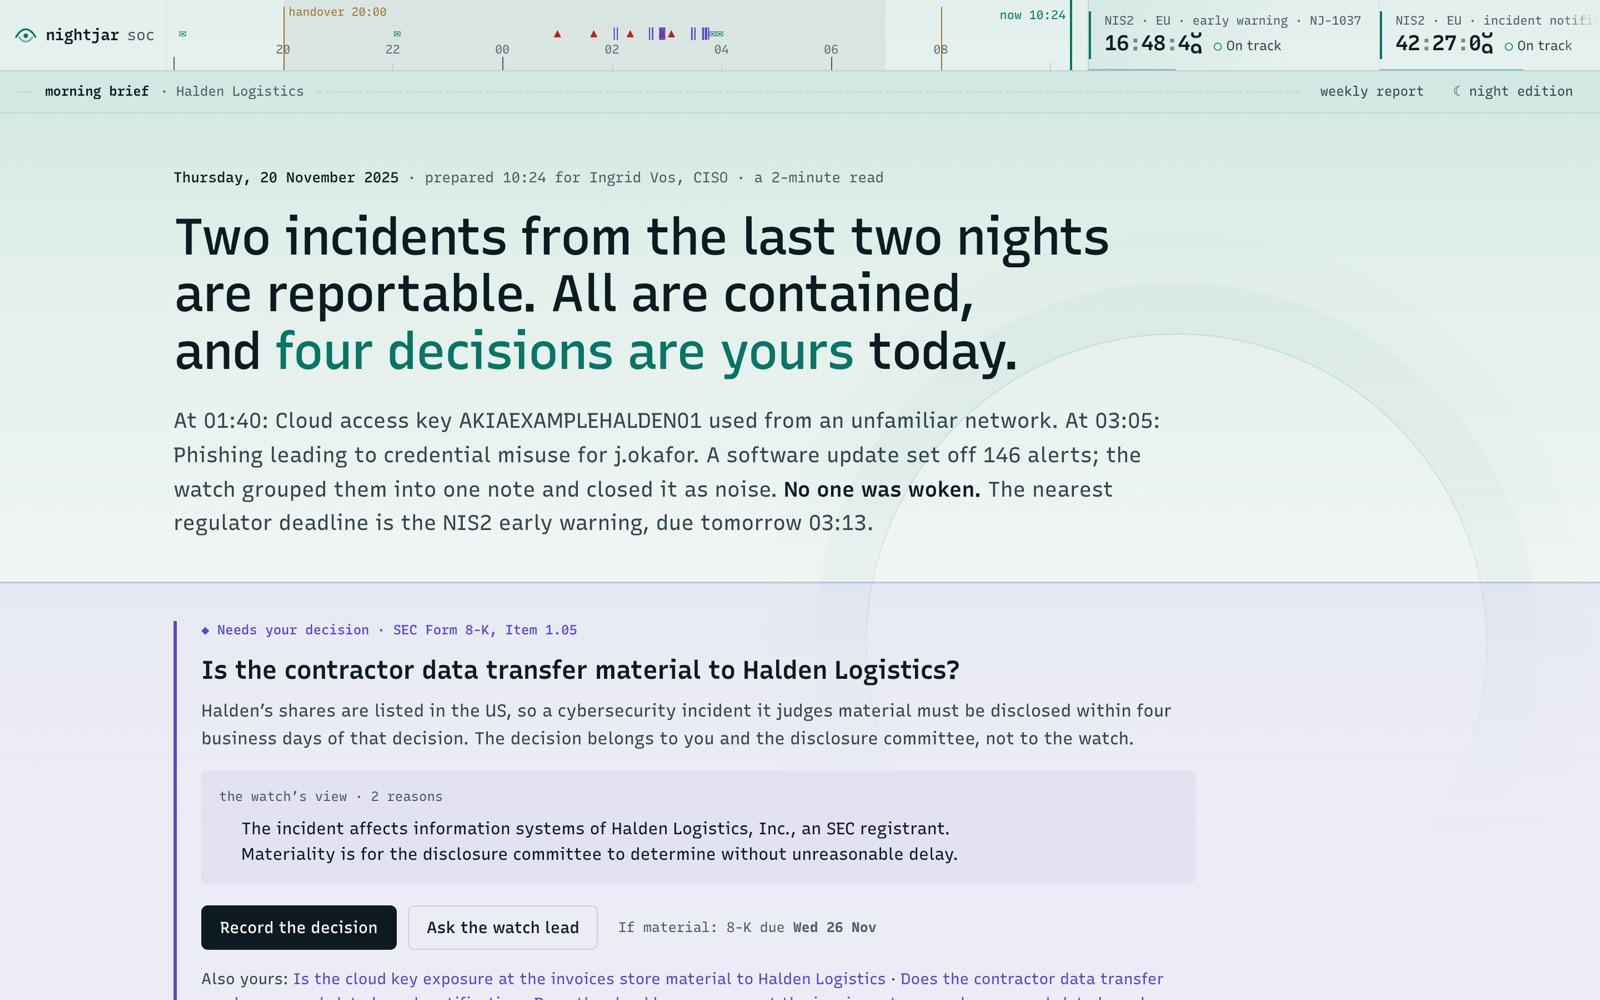 nightjar soc
handover 20:00
20
22
00
02
04
06
08
now 10:24
NIS2 · EU · early warning · NJ-1037
16:48:4
On track
NIS2 · EU · incident
42:27:0
On track
morning brief · Halden Logistics
weekly report
☾ night edition
Thursday, 20 November 2025 · prepared 10:24 for Ingrid Vos, CISO · a 2-minute read
Two incidents from the last two nights
are reportable. All are contained,
and four decisions are yours today.
At 01:40: Cloud access key AKIAEXAMPLEHALDEN01 used from an unfamiliar network. At 03:05:
Phishing leading to credential misuse for j.okafor. A software update set off 146 alerts; the
watch grouped them into one note and closed it as noise. No one was woken. The nearest
regulator deadline is the NIS2 early warning, due tomorrow 03:13.
◆ Needs your decision · SEC Form 8-K, Item 1.05
Is the contractor data transfer material to Halden Logistics?
Halden’s shares are listed in the US, so a cybersecurity incident it judges material must be disclosed within four
business days of that decision. The decision belongs to you and the disclosure committee, not to the watch.
the watch’s view · 2 reasons
The incident affects information systems of Halden Logistics, Inc., an SEC registrant.
Materiality is for the disclosure committee to determine without unreasonable delay.
Record the decision
Ask the watch lead
If material: 8-K due Wed 26 Nov
Also yours: Is the cloud key exposure at the invoices store material to Halden Logistics · Does the contractor data transfer